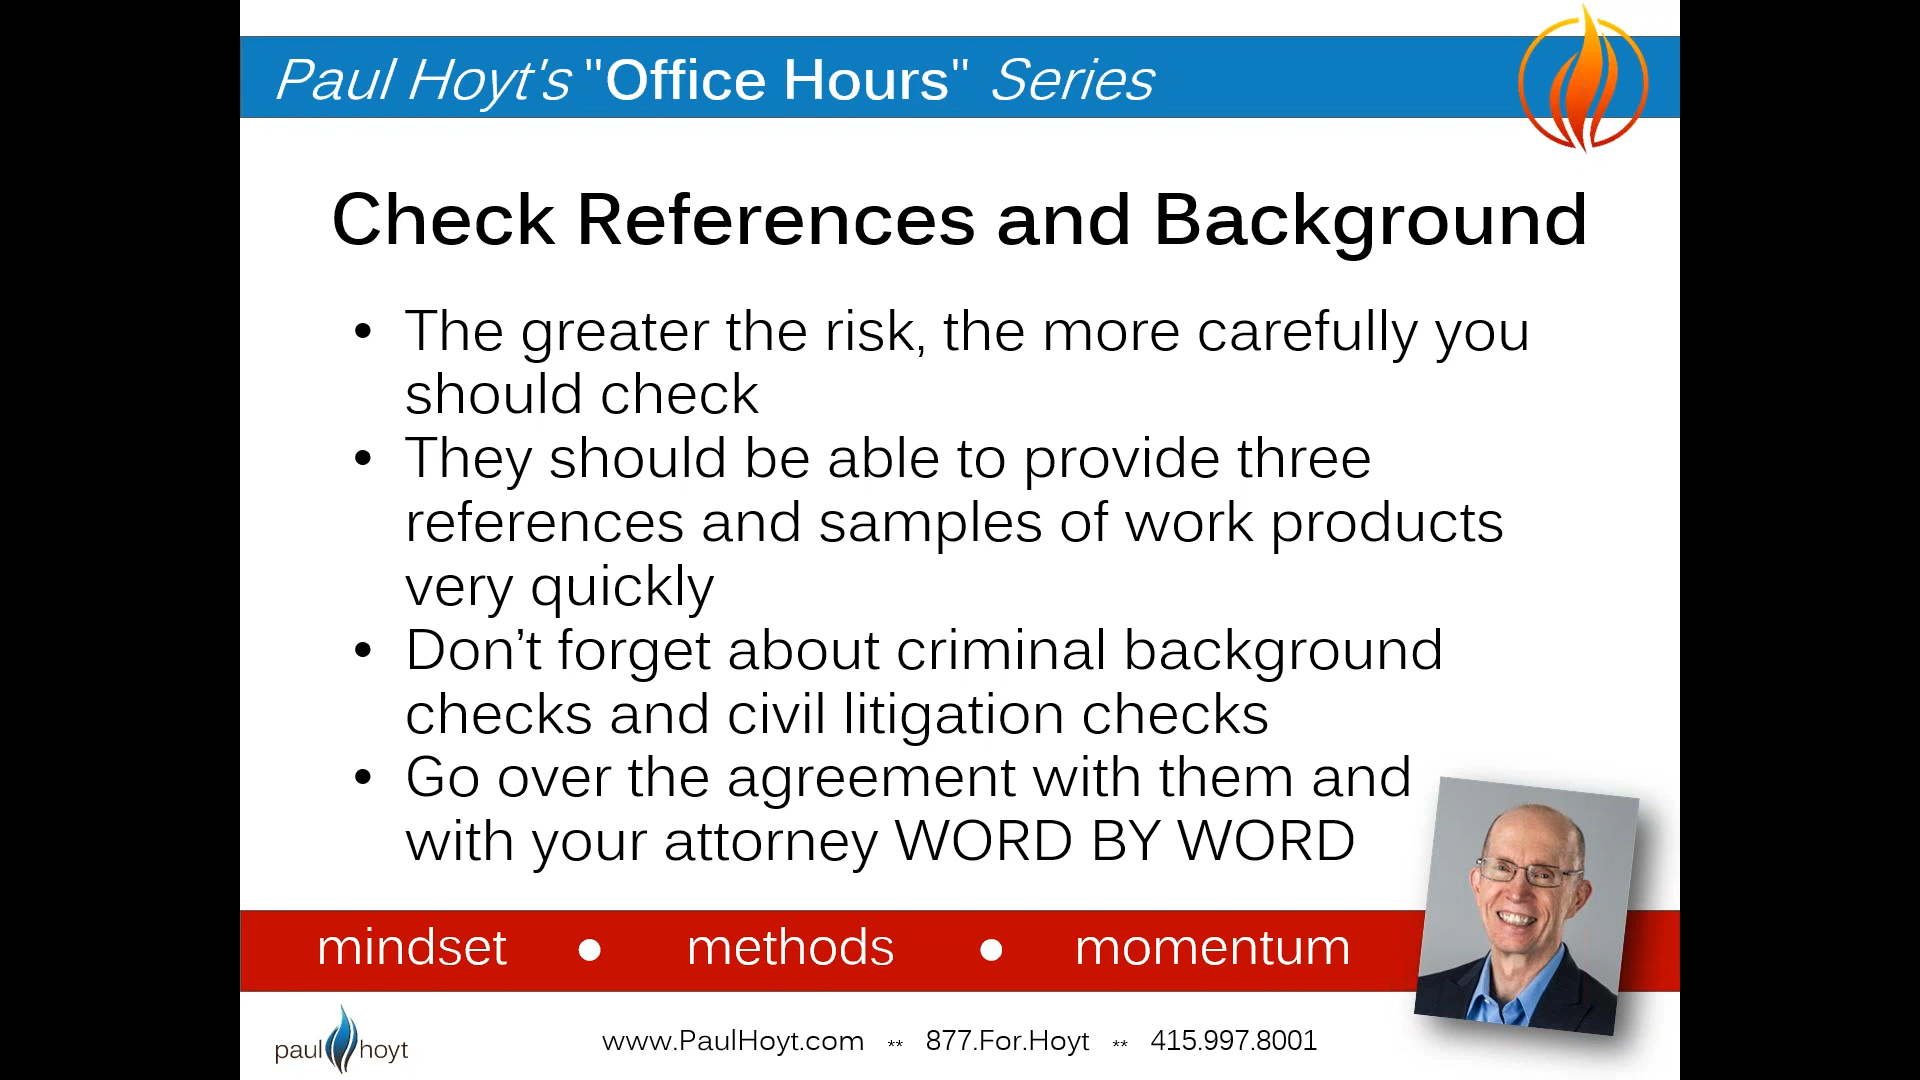 Paul Hoyt's "Office Hours" Series
Check References and Background
• The greater the risk, the more carefully you
should check
• They should be able to provide three
references and samples of work products
very quickly
• Don’t forget about criminal background
checks and civil litigation checks
• Go over the agreement with them and
with your attorney WORD BY WORD
mindset • methods • momentum
paul hoyt
www.PaulHoyt.com ** 877.For.Hoyt ** 415.997.8001